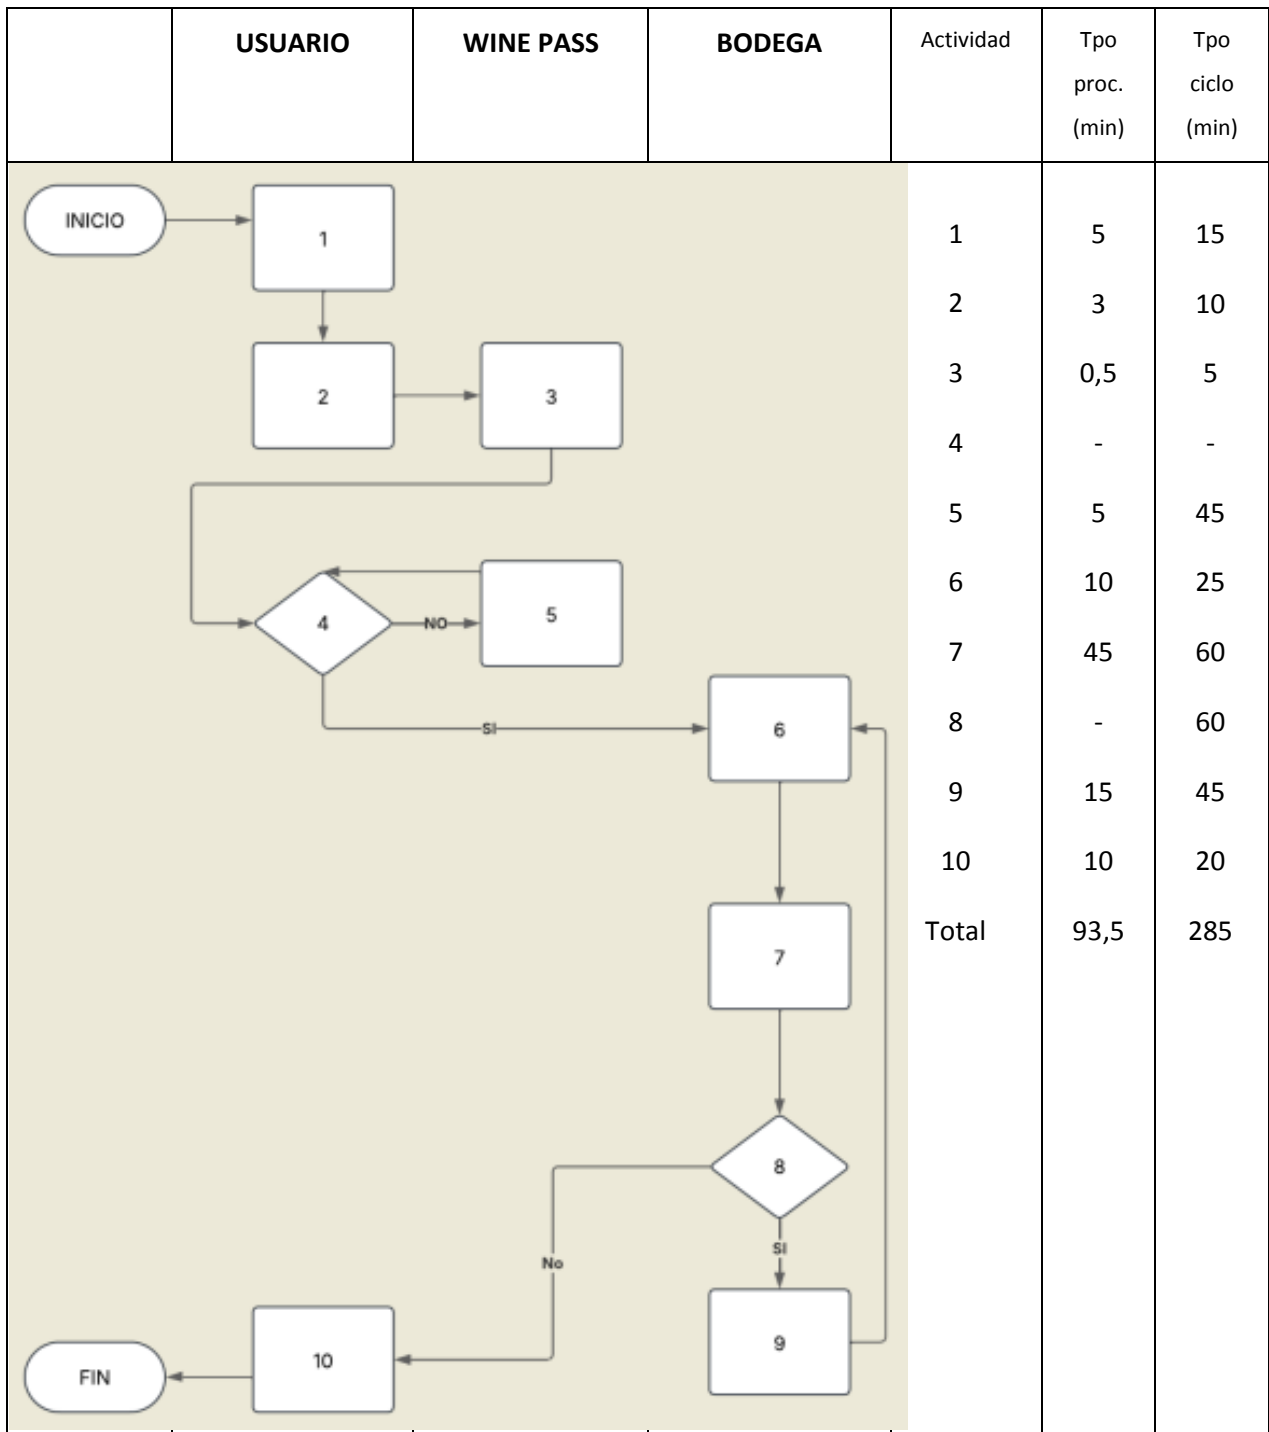 USUARIO WINE PASS BODEGA Actividad Tpo proc. (min) Tpo ciclo (min)
INICIO
1
2
3
4
NO
5
SI
6
7
8
SI
No
9
10
FIN
1 5 15
2 3 10
3 0,5 5
4 - -
5 5 45
6 10 25
7 45 60
8 - 60
9 15 45
10 10 20
Total 93,5 285